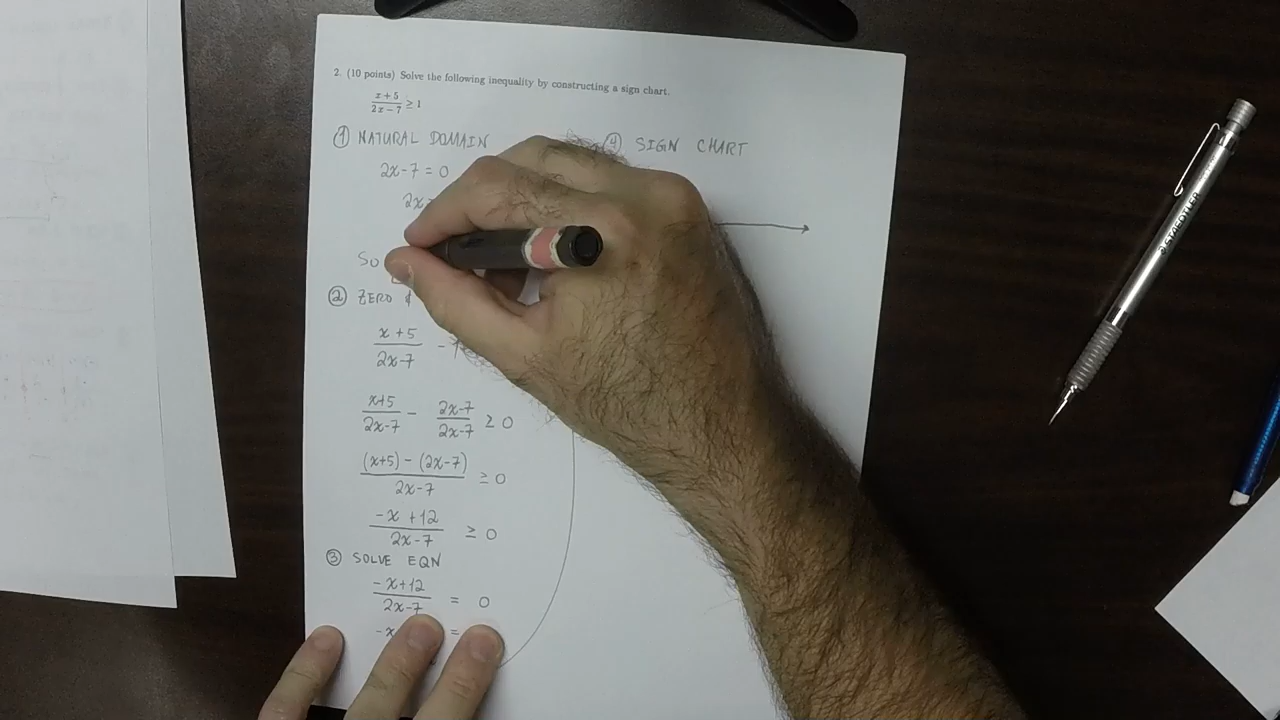 2. (10 points) Solve the following inequality by constructing a sign chart.
x + 5
2x − 7
≥ 1
① NATURAL DOMAIN
2x-7 = 0
2x
SO
② ZERO
x + 5
2x-7
-
x+5
2x-7
-
2x-7
2x-7
≥ 0
(x+5) - (2x-7)
2x-7
≥ 0
-x + 12
2x-7
≥ 0
③ SOLVE EQN
-x+12
2x-7
= 0
-x =
④ SIGN CHART
STAEDTLER